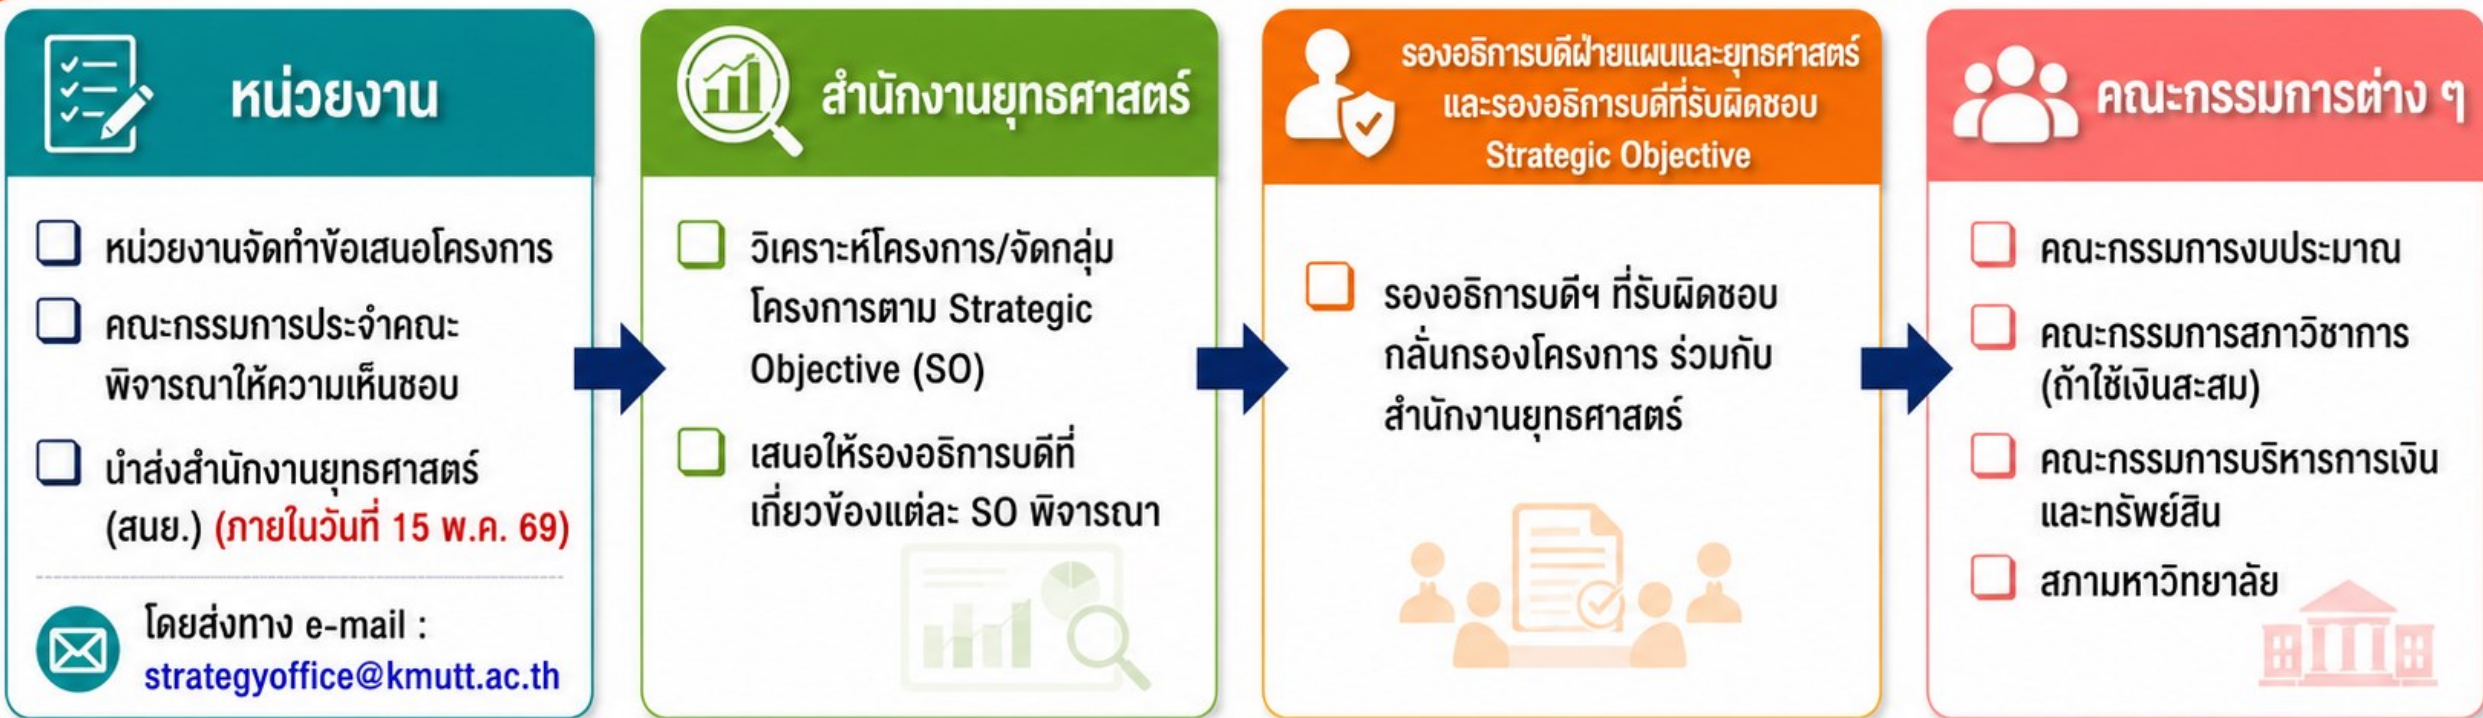 หน่วยงาน
หน่วยงานจัดทำข้อเสนอโครงการ
คณะกรรมการประจำคณะ
พิจารณาให้ความเห็นชอบ
นำส่งสำนักงานยุทธศาสตร์
(สนย.) (ภายในวันที่ 15 พ.ค. 69)
โดยส่งทาง e-mail :
strategyoffice@kmutt.ac.th
สำนักงานยุทธศาสตร์
วิเคราะห์โครงการ/จัดกลุ่ม
โครงการตาม Strategic
Objective (SO)
เสนอให้รองอธิการบดีที่
เกี่ยวข้องแต่ละ SO พิจารณา
รองอธิการบดีฝ่ายแผนและยุทธศาสตร์
และรองอธิการบดีที่รับผิดชอบ
Strategic Objective
รองอธิการบดีฯ ที่รับผิดชอบ
กลั่นกรองโครงการ ร่วมกับ
สำนักงานยุทธศาสตร์
คณะกรรมการต่าง ๆ
คณะกรรมการงบประมาณ
คณะกรรมการสภาวิชาการ
(ถ้าใช้เงินสะสม)
คณะกรรมการบริหารการเงิน
และทรัพย์สิน
สภามหาวิทยาลัย